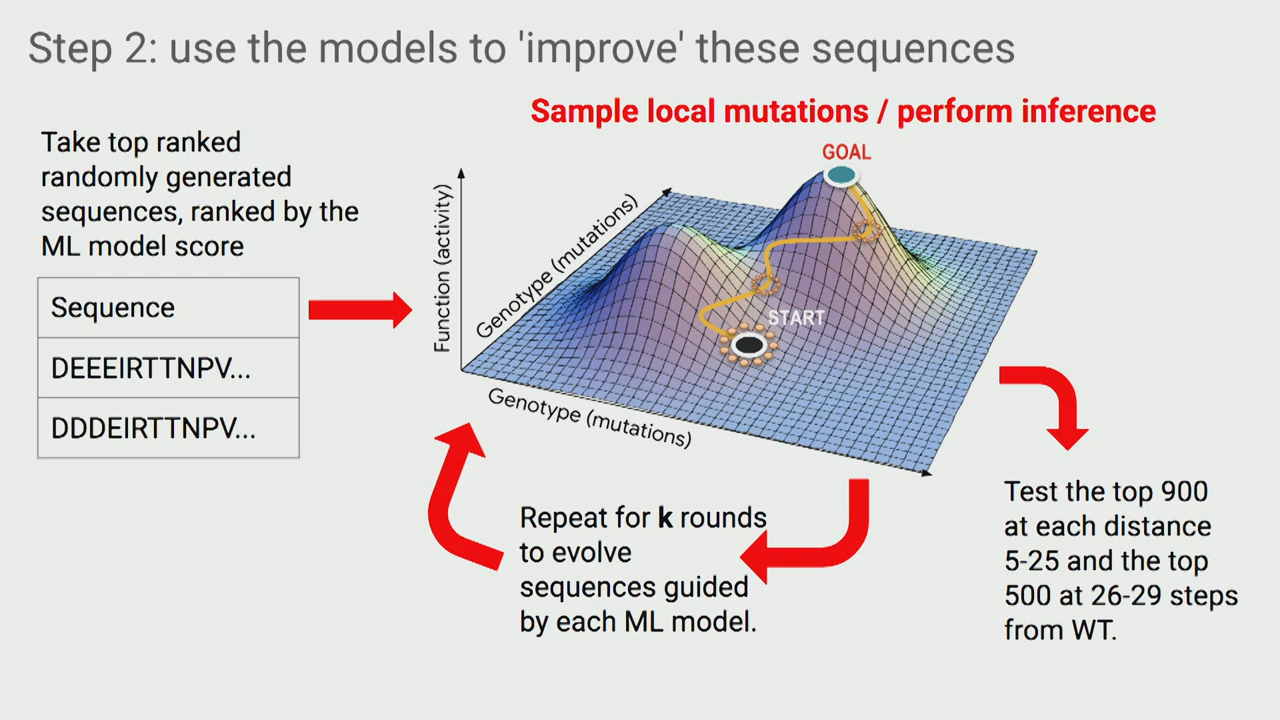 Step 2: use the models to 'improve' these sequences
Sample local mutations / perform inference
Take top ranked
randomly generated
sequences, ranked by the
ML model score
Sequence
DEEEIRTTNPV...
DDDEIRTTNPV...
Function (activity)
Genotype (mutations)
GOAL
START
Genotype (mutations)
Repeat for k rounds
to evolve
sequences guided
by each ML model.
Test the top 900
at each distance
5-25 and the top
500 at 26-29 steps
from WT.